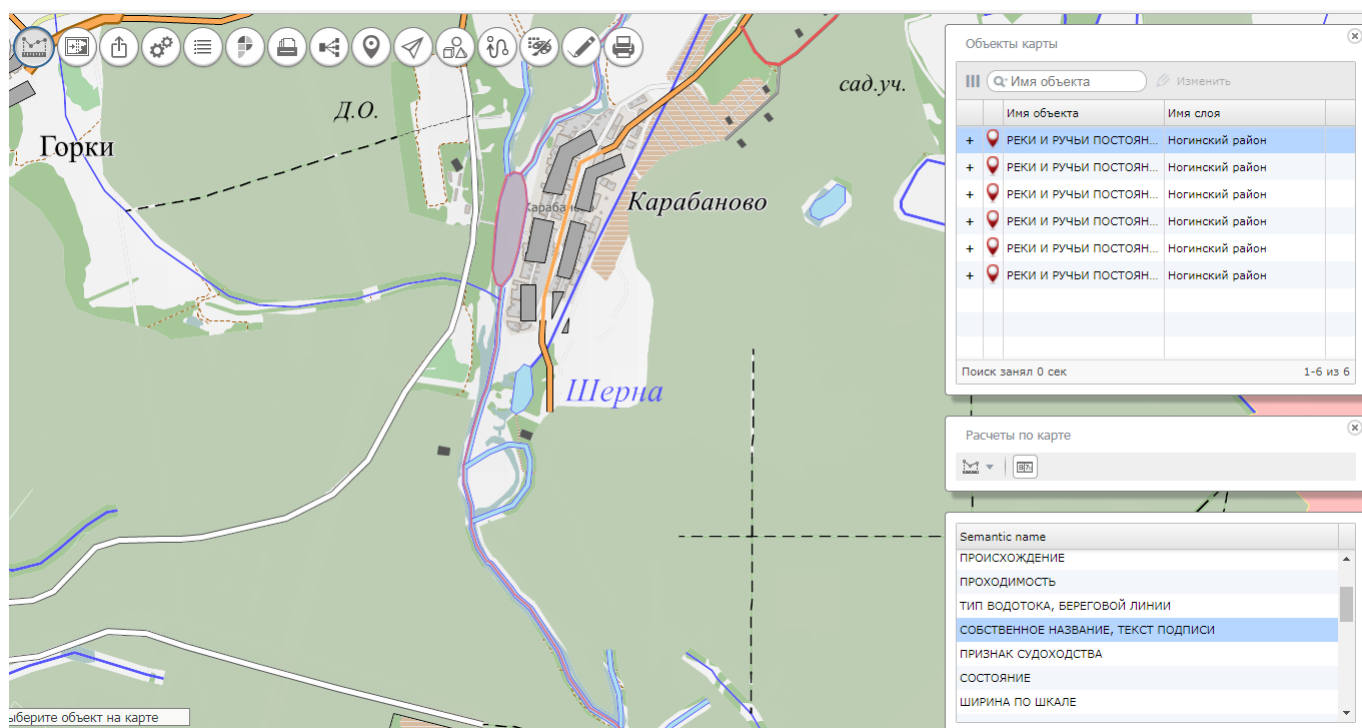 Д.О.
сад.уч.
Горки
Карабаново
Шерна
выберите объект на карте
Объекты карты
Имя объекта
Изменить
Имя объекта Имя слоя
+ РЕКИ И РУЧЬИ ПОСТОЯН... Ногинский район
+ РЕКИ И РУЧЬИ ПОСТОЯН... Ногинский район
+ РЕКИ И РУЧЬИ ПОСТОЯН... Ногинский район
+ РЕКИ И РУЧЬИ ПОСТОЯН... Ногинский район
+ РЕКИ И РУЧЬИ ПОСТОЯН... Ногинский район
+ РЕКИ И РУЧЬИ ПОСТОЯН... Ногинский район
Поиск занял 0 сек 1-6 из 6
Расчеты по карте
Semantic name
ПРОИСХОЖДЕНИЕ
ПРОХОДИМОСТЬ
ТИП ВОДОТОКА, БЕРЕГОВОЙ ЛИНИИ
СОБСТВЕННОЕ НАЗВАНИЕ, ТЕКСТ ПОДПИСИ
ПРИЗНАК СУДОХОДСТВА
СОСТОЯНИЕ
ШИРИНА ПО ШКАЛЕ